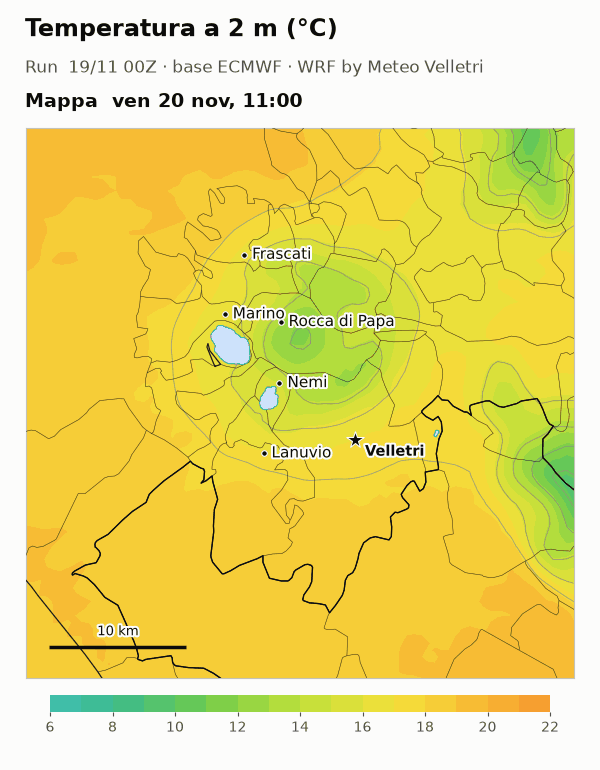 Temperatura a 2 m (°C)
Run  19/11 00Z · base ECMWF · WRF by Meteo Velletri
Mappa  ven 20 nov, 11:00
Frascati
Marino
Rocca di Papa
Nemi
Velletri
Lanuvio
10 km
6 8 10 12 14 16 18 20 22